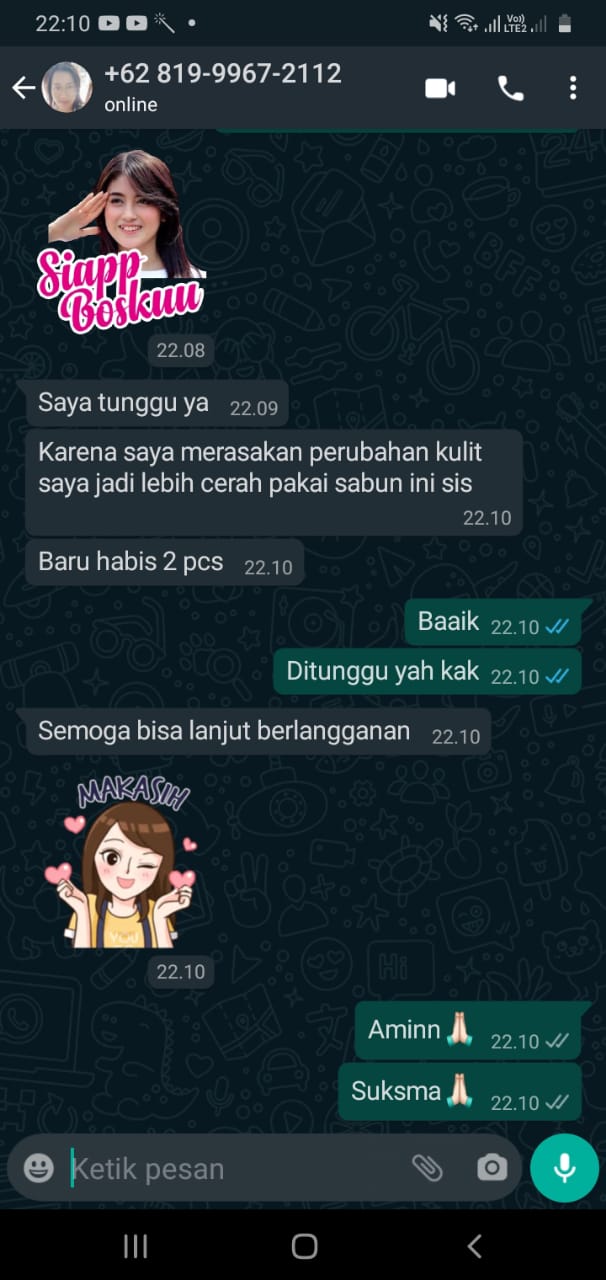 22:10
Vo)
LTE2
+62 819-9967-2112
online
Siapp
Boskuu
22.08
Saya tunggu ya 22.09
Karena saya merasakan perubahan kulit
saya jadi lebih cerah pakai sabun ini sis
22.10
Baru habis 2 pcs 22.10
Baaik 22.10
Ditunggu yah kak 22.10
Semoga bisa lanjut berlangganan 22.10
MAKASIH
YOU
22.10
Aminn🙏🏻 22.10
Suksma🙏🏻 22.10
Ketik pesan